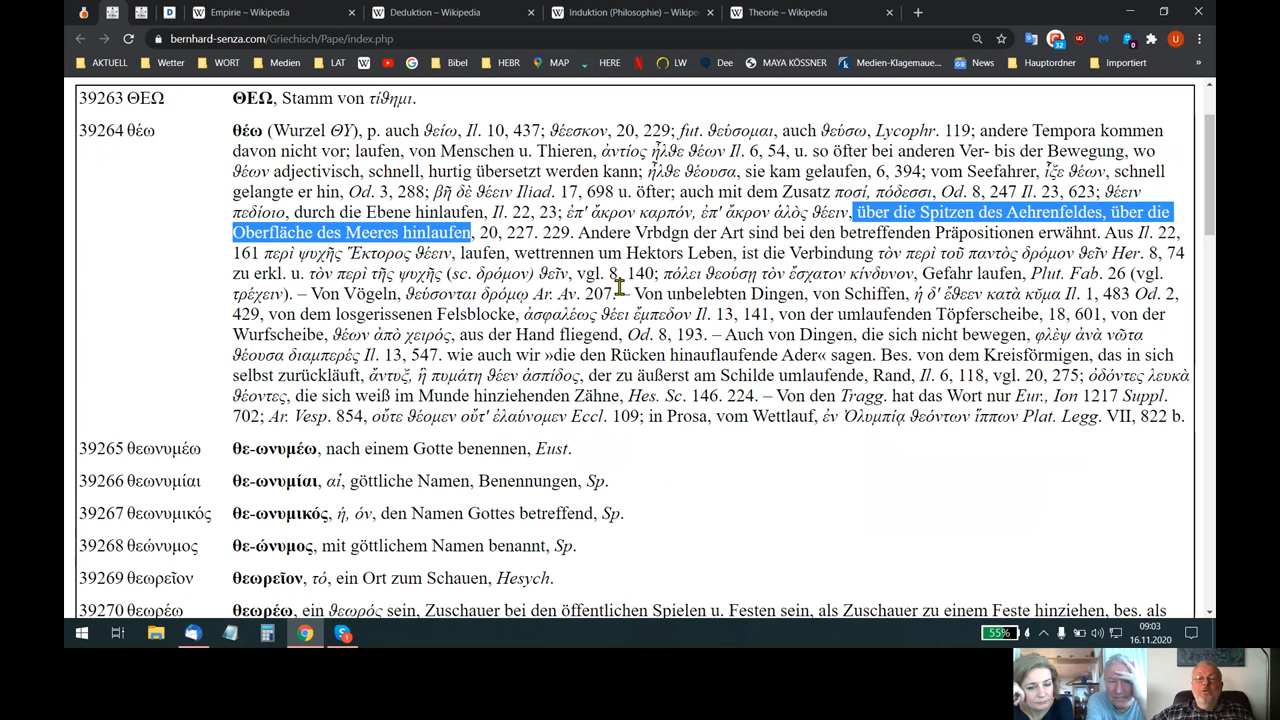 Empirie – Wikipedia
Deduktion – Wikipedia
Induktion (Philosophie) – Wikipe
Theorie – Wikipedia
bernhard-senza.com/Griechisch/Pape/index.php
AKTUELL Wetter WORT Medien LAT Bibel HEBR MAP HERE LW Dee MAYA KÖSSNER Medien-Klagemaue... News Hauptordner Importiert »
39263 ΘΕΩ ΘΕΩ, Stamm von τίθημι.
39264 θέω θέω (Wurzel ΘΥ), p. auch θείω, Il. 10, 437; θέεσκον, 20, 229; fut. θεύσομαι, auch θεύσω, Lycophr. 119; andere Tempora kommen
davon nicht vor; laufen, von Menschen u. Thieren, ἀντίος ἦλθε θέων Il. 6, 54, u. so öfter bei anderen Ver- bis der Bewegung, wo
θέων adjectivisch, schnell, hurtig übersetzt werden kann; ἦλθε θέουσα, sie kam gelaufen, 6, 394; vom Seefahrer, ἷξε θέων, schnell
gelangte er hin, Od. 3, 288; βῆ δὲ θέειν Iliad. 17, 698 u. öfter; auch mit dem Zusatz ποσί, πόδεσσι, Od. 8, 247 Il. 23, 623; θέειν
πεδίοιο, durch die Ebene hinlaufen, Il. 22, 23; ἐπ' ἄκρον καρπόν, ἐπ' ἄκρον ἁλὸς θέειν, über die Spitzen des Aehrenfeldes, über die
Oberfläche des Meeres hinlaufen, 20, 227. 229. Andere Vrbdgn der Art sind bei den betreffenden Präpositionen erwähnt. Aus Il. 22,
161 περὶ ψυχῆς Ἕκτορος θέειν, laufen, wettrennen um Hektors Leben, ist die Verbindung τὸν περὶ τοῦ παντὸς δρόμον θεῖν Her. 8, 74
zu erkl. u. τὸν περὶ τῆς ψυχῆς (sc. δρόμον) θεῖν, vgl. 8, 140; πόλει θεούσῃ τὸν ἔσχατον κίνδυνον, Gefahr laufen, Plut. Fab. 26 (vgl.
τρέχειν). – Von Vögeln, θεύσονται δρόμῳ Ar. Av. 207. – Von unbelebten Dingen, von Schiffen, ἡ δ' ἔθεεν κατὰ κῦμα Il. 1, 483 Od. 2,
429, von dem losgerissenen Felsblocke, ἀσφαλέως θέει ἔμπεδον Il. 13, 141, von der umlaufenden Töpferscheibe, 18, 601, von der
Wurfscheibe, θέων ἀπὸ χειρός, aus der Hand fliegend, Od. 8, 193. – Auch von Dingen, die sich nicht bewegen, φλὲψ ἀνὰ νῶτα
θέουσα διαμπερές Il. 13, 547. wie auch wir »die den Rücken hinauflaufende Ader« sagen. Bes. von dem Kreisförmigen, das in sich
selbst zurückläuft, ἄντυξ, ἣ πυμάτη θέεν ἀσπίδος, der zu äußerst am Schilde umlaufende, Rand, Il. 6, 118, vgl. 20, 275; ὀδόντες λευκὰ
θέοντες, die sich weiß im Munde hinziehenden Zähne, Hes. Sc. 146. 224. – Von den Tragg. hat das Wort nur Eur., Ion 1217 Suppl.
702; Ar. Vesp. 854, οὔτε θέομεν οὔτ' ἐλαύνομεν Eccl. 109; in Prosa, vom Wettlauf, ἐν Ὀλυμπίᾳ θεόντων ἵππων Plat. Legg. VII, 822 b.
39265 θεωνυμέω θε-ωνυμέω, nach einem Gotte benennen, Eust.
39266 θεωνυμίαι θε-ωνυμίαι, αἱ, göttliche Namen, Benennungen, Sp.
39267 θεωνυμικός θε-ωνυμικός, ή, όν, den Namen Gottes betreffend, Sp.
39268 θεώνυμος θε-ώνυμος, mit göttlichem Namen benannt, Sp.
39269 θεωρεῖον θεωρεῖον, τό, ein Ort zum Schauen, Hesych.
39270 θεωρέω θεωρέω, ein θεωρός sein, Zuschauer bei den öffentlichen Spielen u. Festen sein, als Zuschauer zu einem Feste hinziehen, bes. als
55%
09:03
16.11.2020